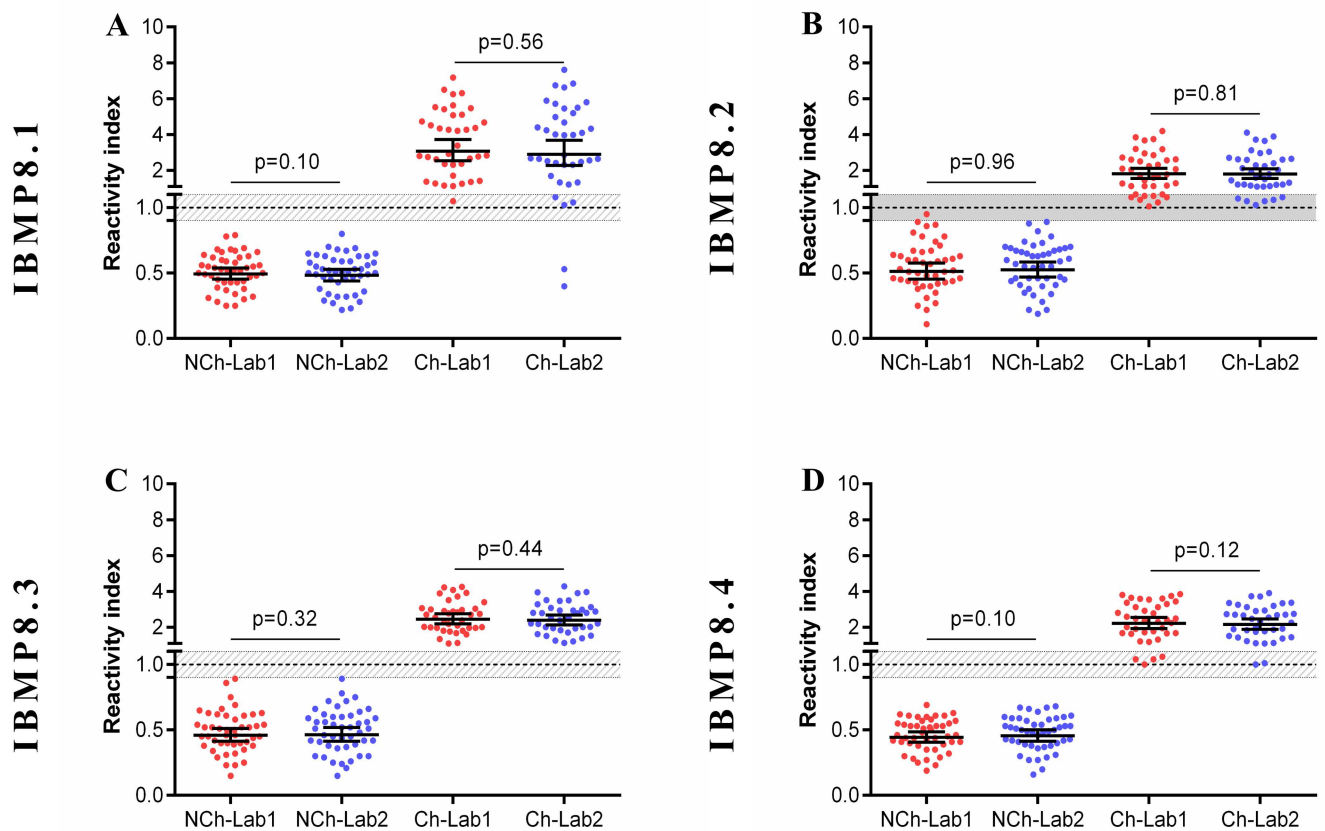 IBMP8.1
A
Reactivity index
10
8
6
4
2
1.0
0.5
0.0
p=0.10
p=0.56
NCh-Lab1 NCh-Lab2 Ch-Lab1 Ch-Lab2
IBMP8.2
B
Reactivity index
10
8
6
4
2
1.0
0.5
0.0
p=0.96
p=0.81
NCh-Lab1 NCh-Lab2 Ch-Lab1 Ch-Lab2
IBMP8.3
C
Reactivity index
10
8
6
4
2
1.0
0.5
0.0
p=0.32
p=0.44
NCh-Lab1 NCh-Lab2 Ch-Lab1 Ch-Lab2
IBMP8.4
D
Reactivity index
10
8
6
4
2
1.0
0.5
0.0
p=0.10
p=0.12
NCh-Lab1 NCh-Lab2 Ch-Lab1 Ch-Lab2